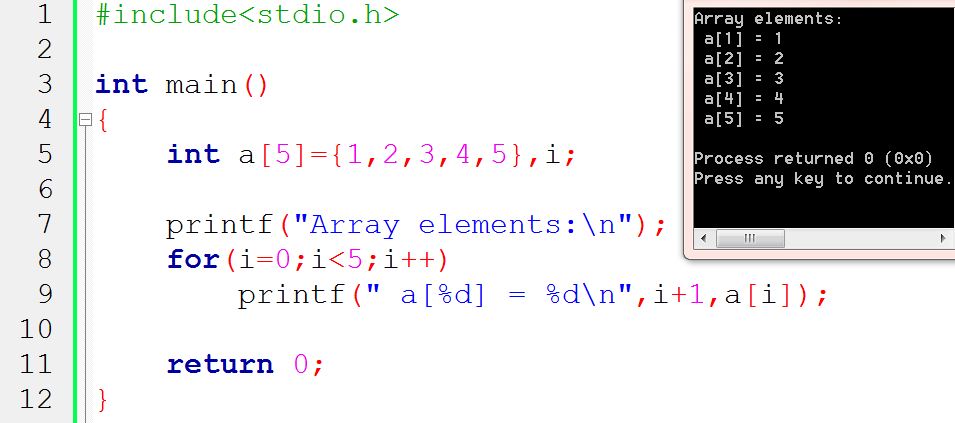 1 #include<stdio.h>
2
3 int main()
4 {
5 int a[5]={1,2,3,4,5},i;
6
7 printf("Array elements:\n");
8 for(i=0;i<5;i++)
9 printf(" a[%d] = %d\n",i+1,a[i]);
10
11 return 0;
12 }
Array elements:
a[1] = 1
a[2] = 2
a[3] = 3
a[4] = 4
a[5] = 5
Process returned 0 (0x0)
Press any key to continue.